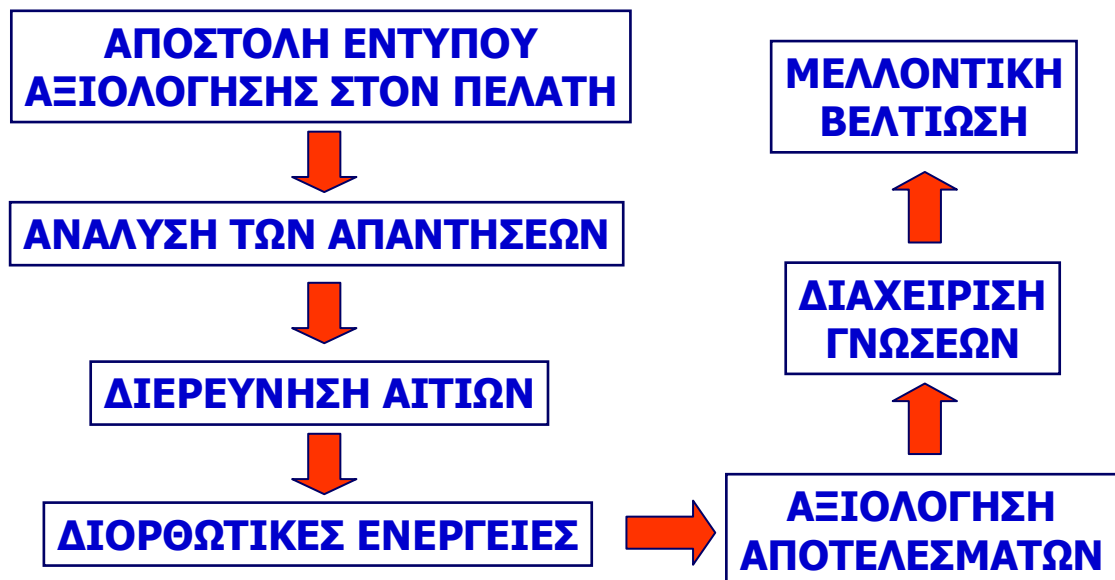 ΑΠΟΣΤΟΛΗ ΕΝΤΥΠΟΥ
ΑΞΙΟΛΟΓΗΣΗΣ ΣΤΟΝ ΠΕΛΑΤΗ
ΑΝΑΛΥΣΗ ΤΩΝ ΑΠΑΝΤΗΣΕΩΝ
ΔΙΕΡΕΥΝΗΣΗ ΑΙΤΙΩΝ
ΔΙΟΡΘΩΤΙΚΕΣ ΕΝΕΡΓΕΙΕΣ
ΑΞΙΟΛΟΓΗΣΗ
ΑΠΟΤΕΛΕΣΜΑΤΩΝ
ΔΙΑΧΕΙΡΙΣΗ
ΓΝΩΣΕΩΝ
ΜΕΛΛΟΝΤΙΚΗ
ΒΕΛΤΙΩΣΗ